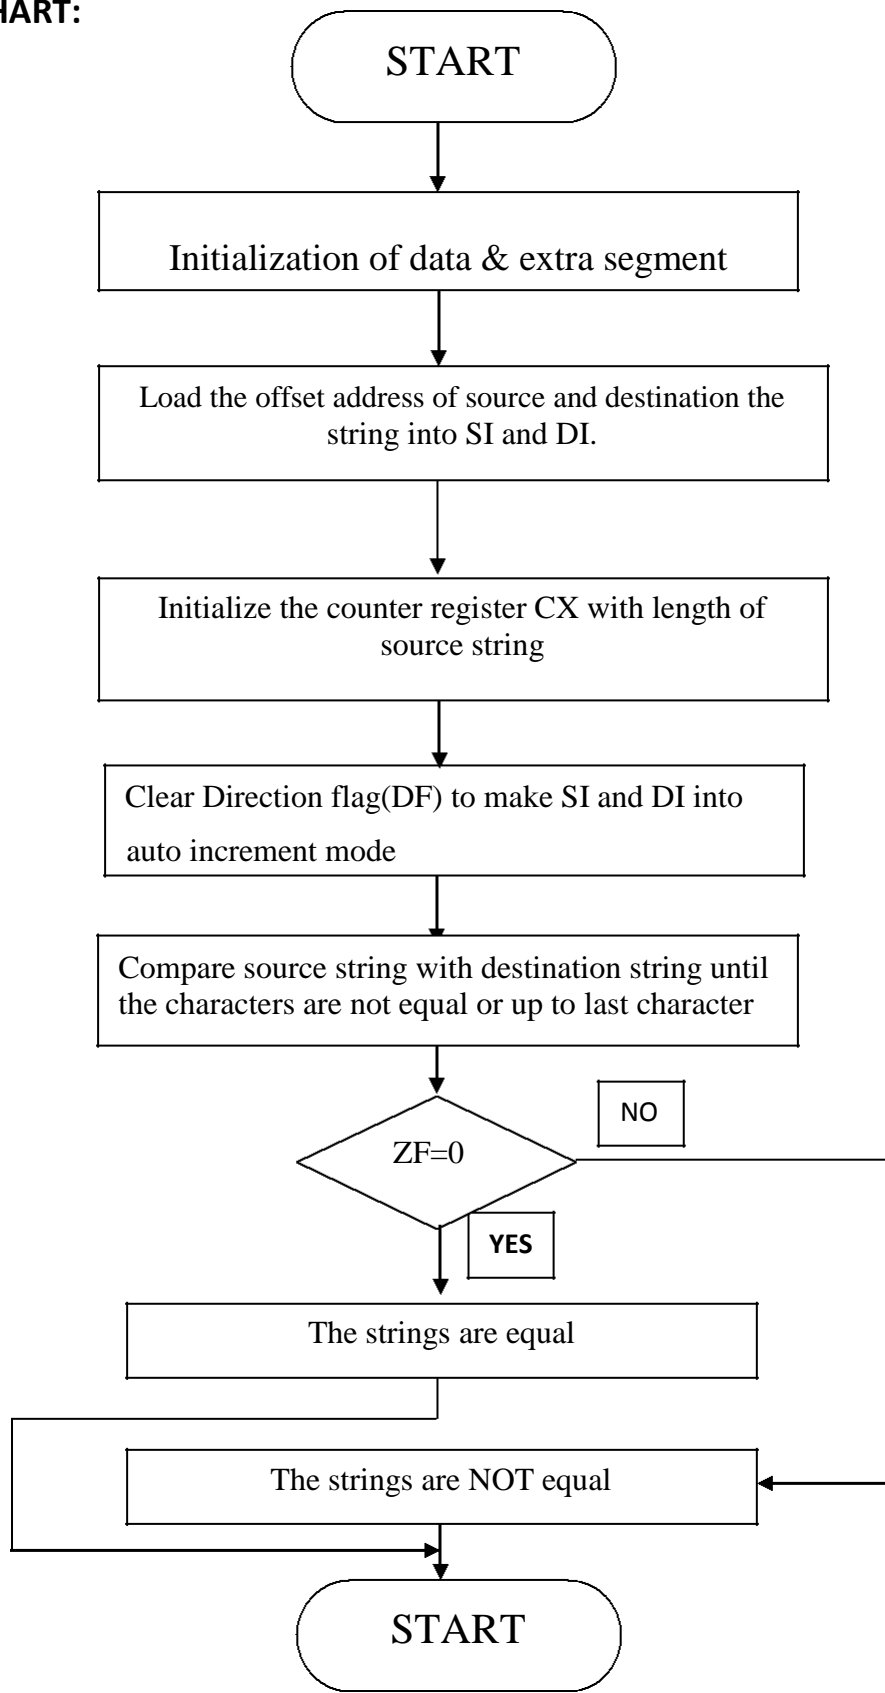 HART:
START
Initialization of data & extra segment
Load the offset address of source and destination the
string into SI and DI.
Initialize the counter register CX with length of
source string
Clear Direction flag(DF) to make SI and DI into
auto increment mode
Compare source string with destination string until
the characters are not equal or up to last character
NO
ZF=0
YES
The strings are equal
The strings are NOT equal
START